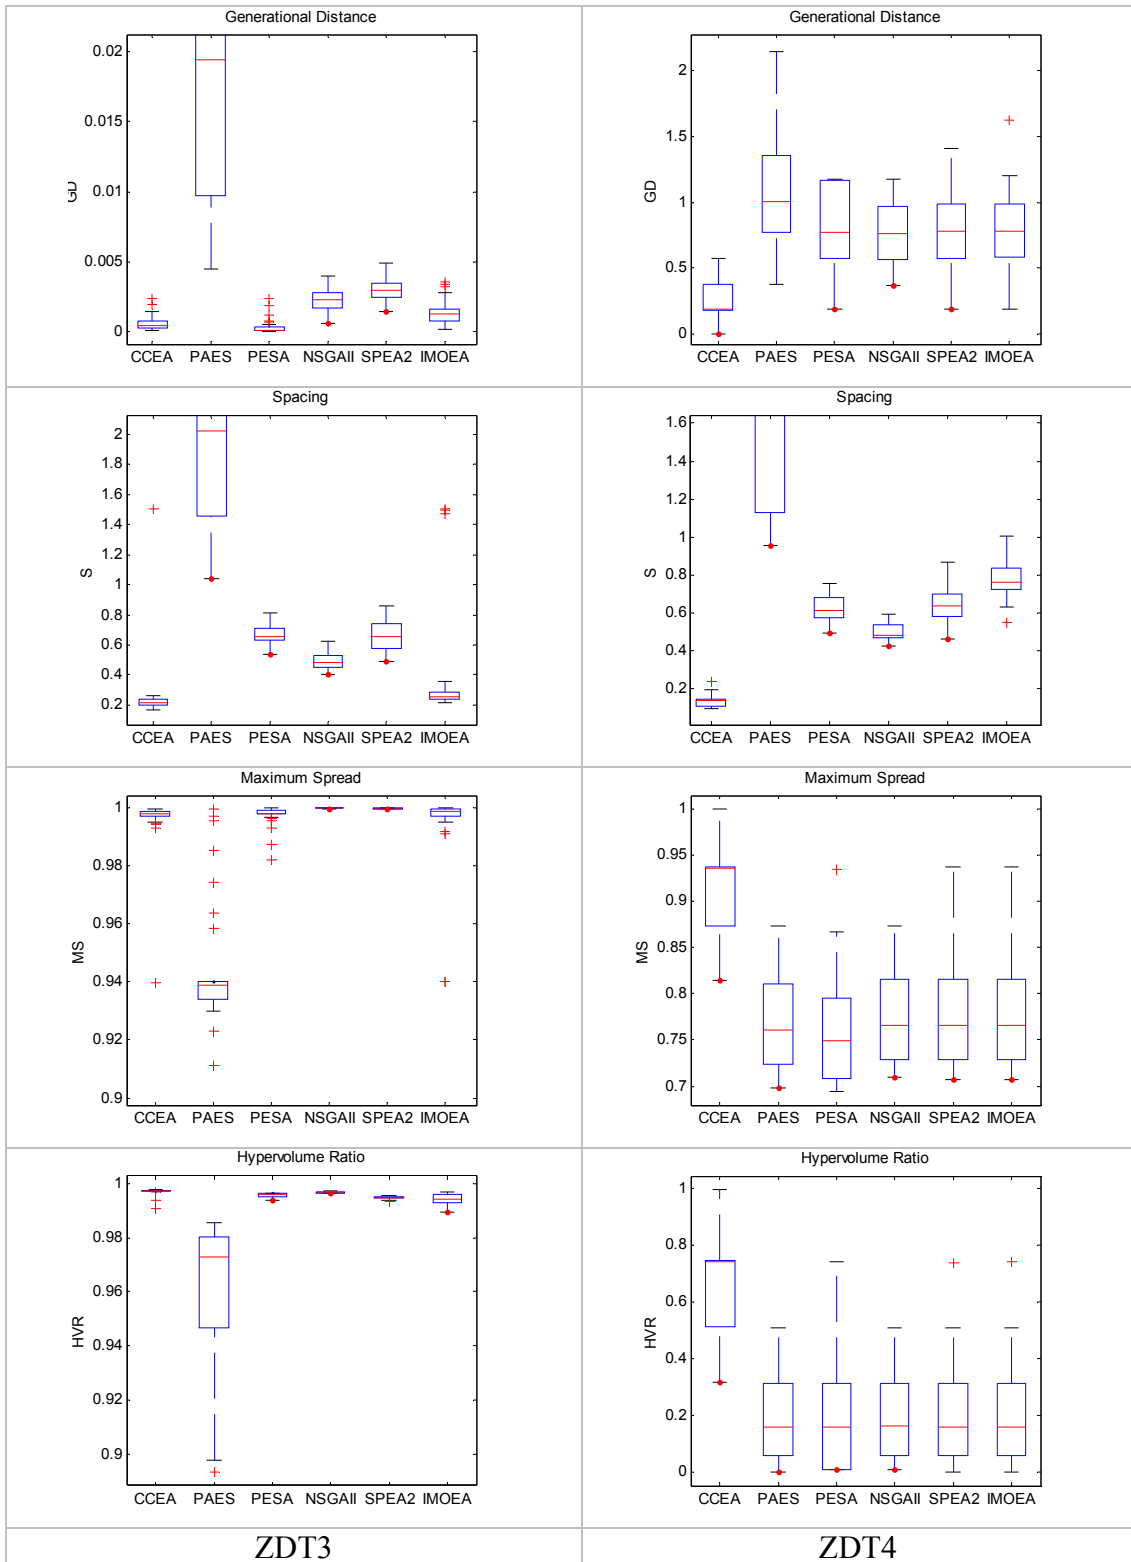 Generational Distance
0.02
0.015
0.01
0.005
0
GD
CCEA PAES PESA NSGAII SPEA2 IMOEA
Generational Distance
2
1.5
1
0.5
0
GD
CCEA PAES PESA NSGAII SPEA2 IMOEA
Spacing
2
1.8
1.6
1.4
1.2
1
0.8
0.6
0.4
0.2
S
CCEA PAES PESA NSGAII SPEA2 IMOEA
Spacing
1.6
1.4
1.2
1
0.8
0.6
0.4
0.2
S
CCEA PAES PESA NSGAII SPEA2 IMOEA
Maximum Spread
1
0.98
0.96
0.94
0.92
0.9
MS
CCEA PAES PESA NSGAII SPEA2 IMOEA
Maximum Spread
1
0.95
0.9
0.85
0.8
0.75
0.7
MS
CCEA PAES PESA NSGAII SPEA2 IMOEA
Hypervolume Ratio
1
0.98
0.96
0.94
0.92
0.9
HVR
CCEA PAES PESA NSGAII SPEA2 IMOEA
Hypervolume Ratio
1
0.8
0.6
0.4
0.2
0
HVR
CCEA PAES PESA NSGAII SPEA2 IMOEA
ZDT3
ZDT4